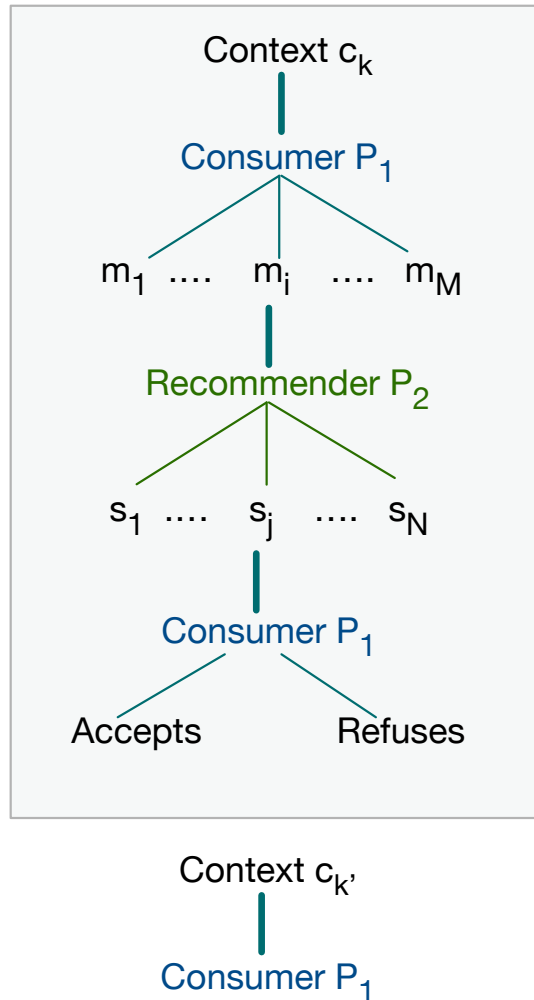 Context c_k
Consumer P_1
m_1 .... m_i .... m_M
Recommender P_2
s_1 .... s_j .... s_N
Consumer P_1
Accepts Refuses
Context c_k'
Consumer P_1